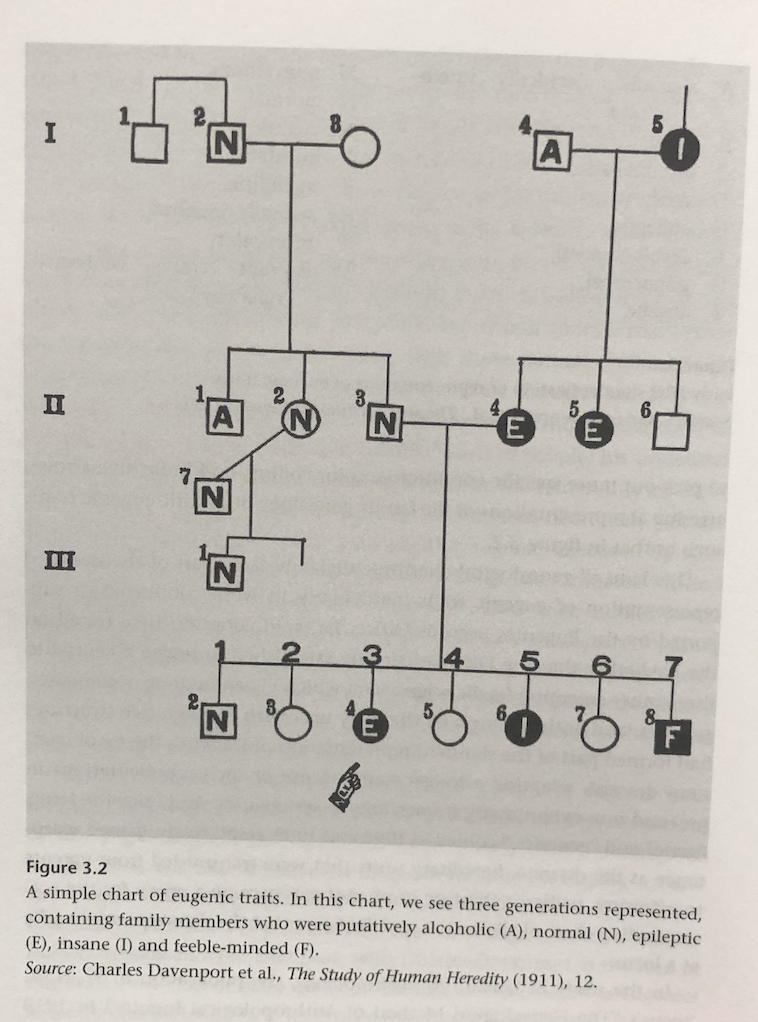 I 1 2 N 3 4 A 5 I
II 1 A 2 N 3 N 4 E 5 E 6
7 N
III 1 N
1 2 3 4 5 6 7
2 N 3 4 E 5 6 I 7 8 F
Figure 3.2
A simple chart of eugenic traits. In this chart, we see three generations represented,
containing family members who were putatively alcoholic (A), normal (N), epileptic
(E), insane (I) and feeble-minded (F).
Source: Charles Davenport et al., The Study of Human Heredity (1911), 12.